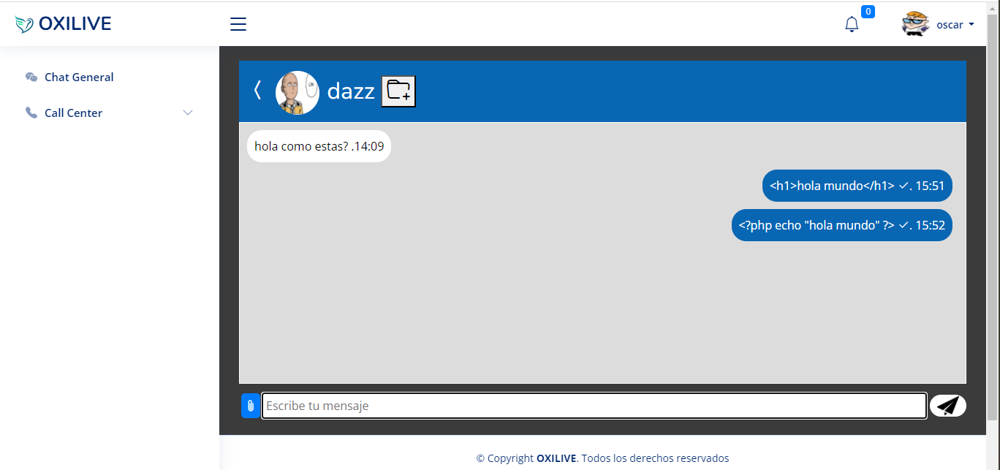 OXILIVE
0
oscar
Chat General
Call Center
dazz
OK
hola como estas? .14:09
<h1>hola mundo</h1> ✓. 15:51
<?php echo "hola mundo" ?> ✓. 15:52
Escribe tu mensaje
© Copyright OXILIVE. Todos los derechos reservados